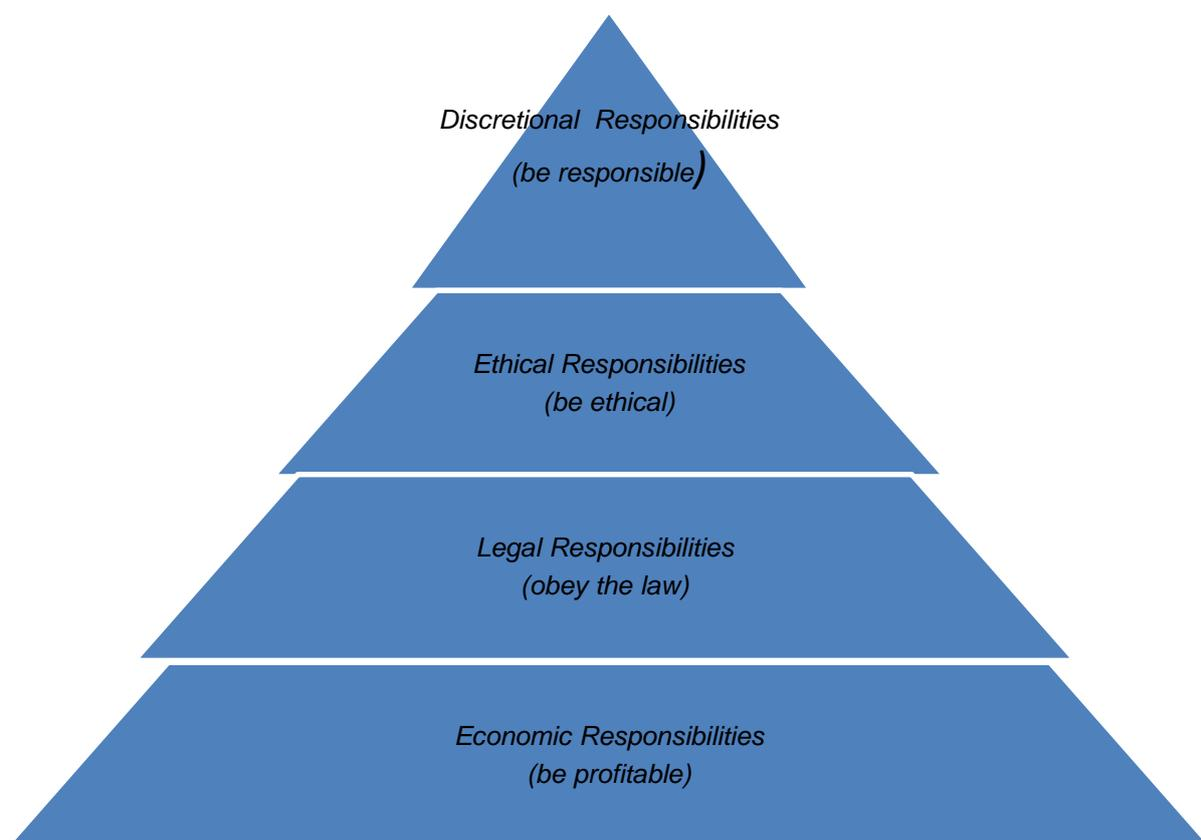 Discretional Responsibilities
(be responsible)
Ethical Responsibilities
(be ethical)
Legal Responsibilities
(obey the law)
Economic Responsibilities
(be profitable)